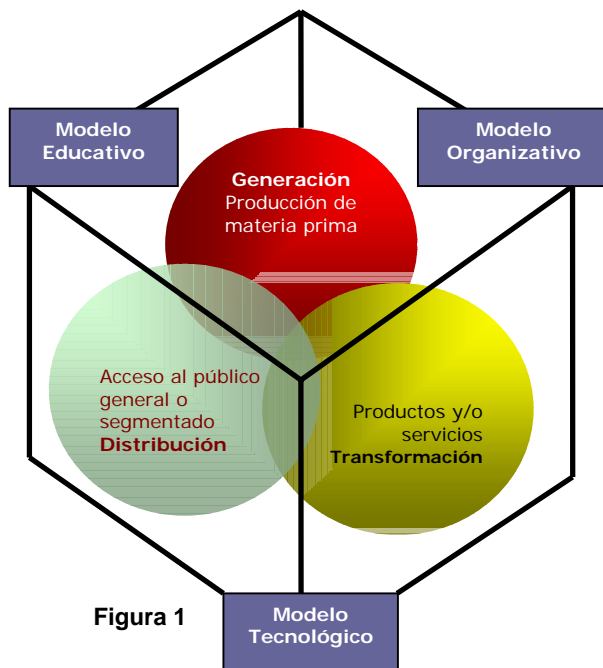 Modelo
Educativo
Modelo
Organizativo
Generación
Producción de
materia prima
Acceso al público
general o
segmentado
Distribución
Productos y/o
servicios
Transformación
Figura 1
Modelo
Tecnológico